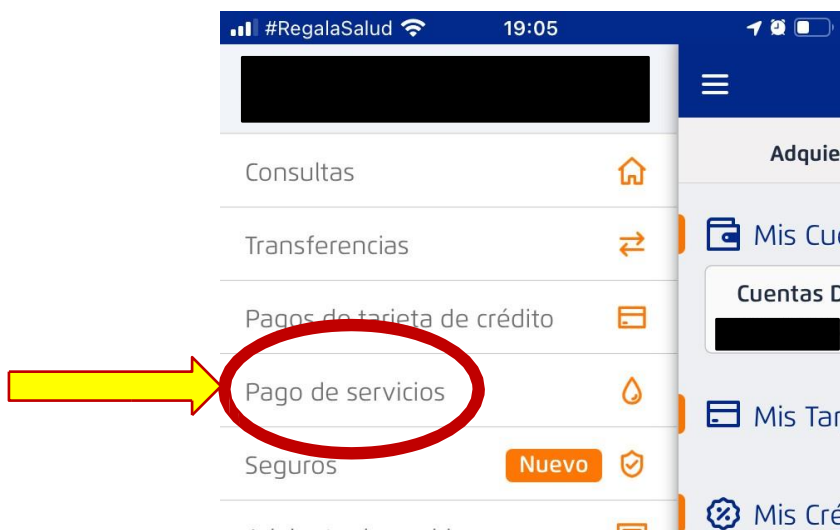 #RegalaSalud 19:05
Adquie
Consultas
Mis Cue
Transferencias
Cuentas D
Pagos de tarjeta de crédito
Pago de servicios
Mis Tar
Seguros Nuevo
Mis Cré